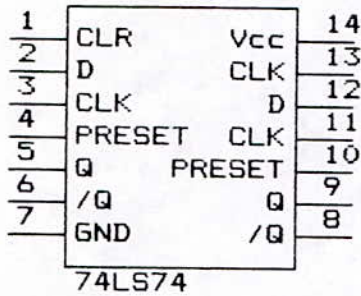 1 CLR Vcc 14
2 D CLK 13
3 CLK D 12
4 PRESET CLK 11
5 Q PRESET 10
6 /Q Q 9
7 GND /Q 8
74LS74